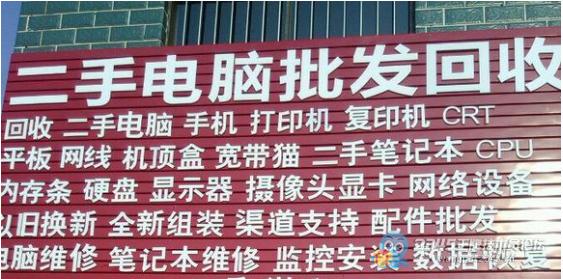 二手电脑批发回收
回收 二手电脑 手机 打印机 复印机 CRT
平板 网线 机顶盒 宽带猫 二手笔记本 CPU
内存条 硬盘 显示器 摄像头显卡 网络设备
以旧换新 全新组装 渠道支持 配件批发
电脑维修 笔记本维修 监控安 数据 复